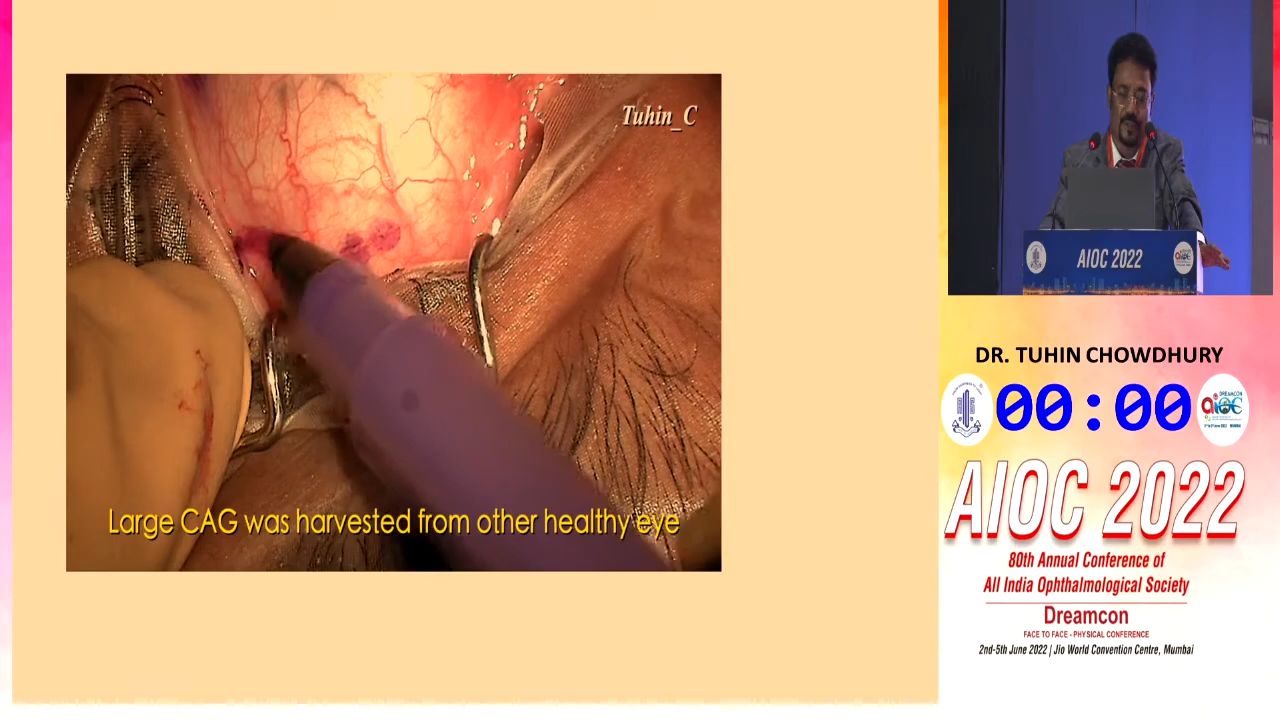 Tuhin_C
Large CAG was harvested from other healthy eye
AIOC 2022
DR. TUHIN CHOWDHURY
00:00
AIOC 2022
80th Annual Conference of
All India Ophthalmological Society
Dreamcon
FACE TO FACE - PHYSICAL CONFERENCE
2nd-5th June 2022 | Jio World Convention Centre, Mumbai